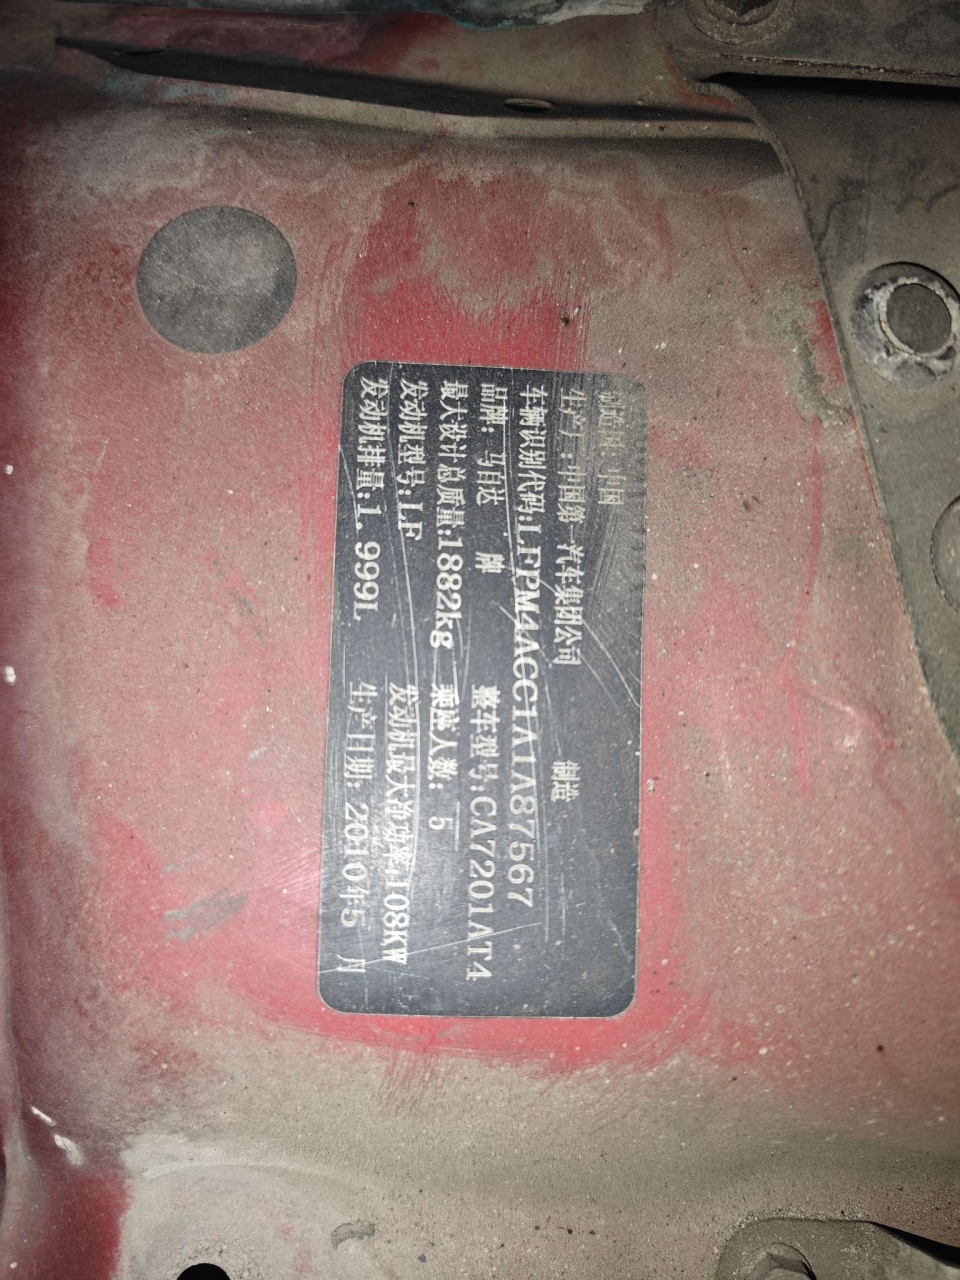 制造国: 中国
生产厂:中国第一汽车集团公司 制造
车辆识别代码:LFPM4ACC1A1A87567
品牌: 马自达 牌 整车型号:CA7201AT4
最大设计总质量:1882kg 乘座人数: 5
发动机型号:LF 发动机最大净功率:108KW
发动机排量:1.999L 生产日期: 2010年5 月